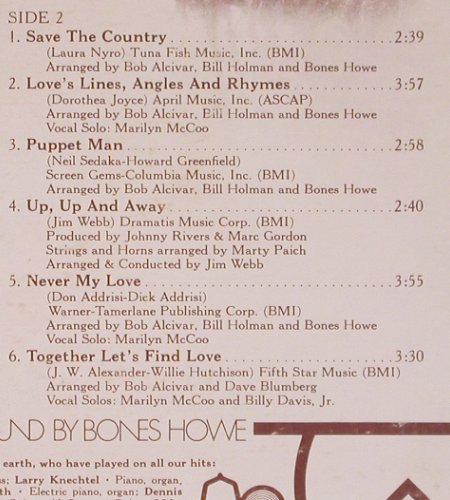 SIDE 2
1. Save The Country.............................2:39
(Laura Nyro) Tuna Fish Music, Inc. (BMI)
Arranged by Bob Alcivar, Bill Holman and Bones Howe
2. Love's Lines, Angles And Rhymes...........3:57
(Dorothea Joyce) April Music, Inc. (ASCAP)
Arranged by Bob Alcivar, Bill Holman and Bones Howe
Vocal Solo: Marilyn McCoo
3. Puppet Man.................................2:58
(Neil Sedaka-Howard Greenfield)
Screen Gems-Columbia Music, Inc. (BMI)
Arranged by Bob Alcivar, Bill Holman and Bones Howe
4. Up, Up And Away............................2:40
(Jim Webb) Dramatis Music Corp. (BMI)
Produced by Johnny Rivers & Marc Gordon
Strings and Horns arranged by Marty Paich
Arranged & Conducted by Jim Webb
5. Never My Love..............................3:55
(Don Addrisi-Dick Addrisi)
Warner-Tamerlane Publishing Corp. (BMI)
Arranged by Bob Alcivar, Bill Holman and Bones Howe
Vocal Solo: Marilyn McCoo
6. Together Let's Find Love....................3:30
(J. W. Alexander-Willie Hutchison) Fifth Star Music (BMI)
Arranged by Bob Alcivar and Dave Blumberg
Vocal Solos: Marilyn McCoo and Billy Davis, Jr.
UND BY BONES HOWE
earth, who have played on all our hits:
s; Larry Knechtel • Piano, organ,
th • Electric piano, organ; Dennis